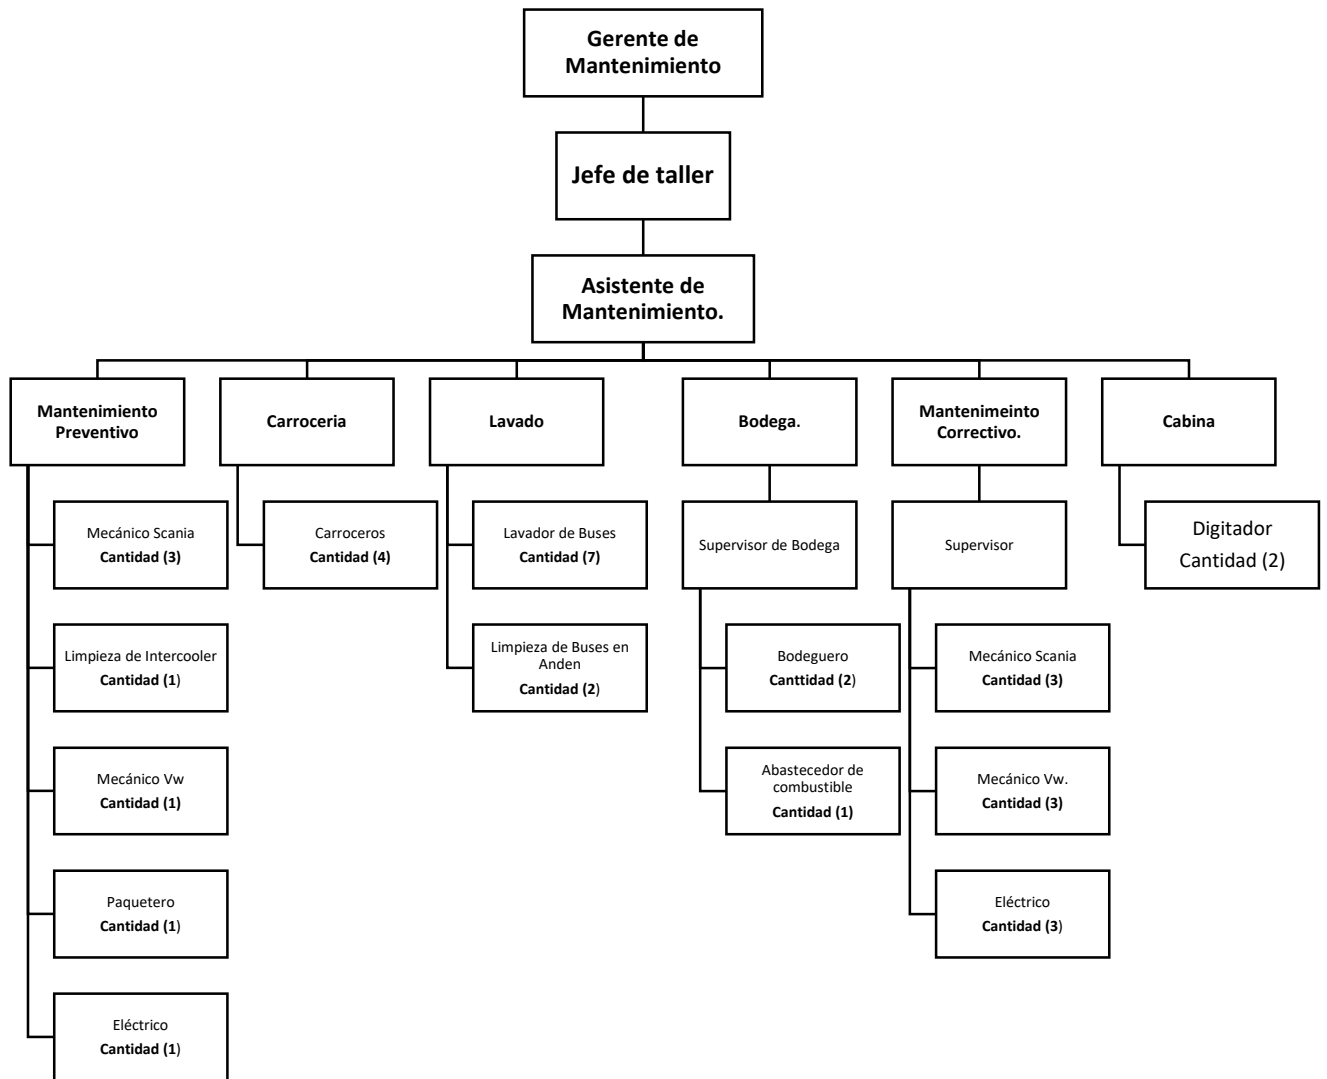 Gerente de
Mantenimiento
Jefe de taller
Asistente de
Mantenimiento.
Mantenimiento
Preventivo
Carroceria
Lavado
Bodega.
Mantenimeinto
Correctivo.
Cabina
Mecánico Scania
Cantidad (3)
Carroceros
Cantidad (4)
Lavador de Buses
Cantidad (7)
Supervisor de Bodega
Supervisor
Digitador
Cantidad (2)
Limpieza de Intercooler
Cantidad (1)
Limpieza de Buses en
Anden
Cantidad (2)
Bodeguero
Canttidad (2)
Mecánico Scania
Cantidad (3)
Mecánico Vw
Cantidad (1)
Abastecedor de
combustible
Cantidad (1)
Mecánico Vw.
Cantidad (3)
Paquetero
Cantidad (1)
Eléctrico
Cantidad (3)
Eléctrico
Cantidad (1)